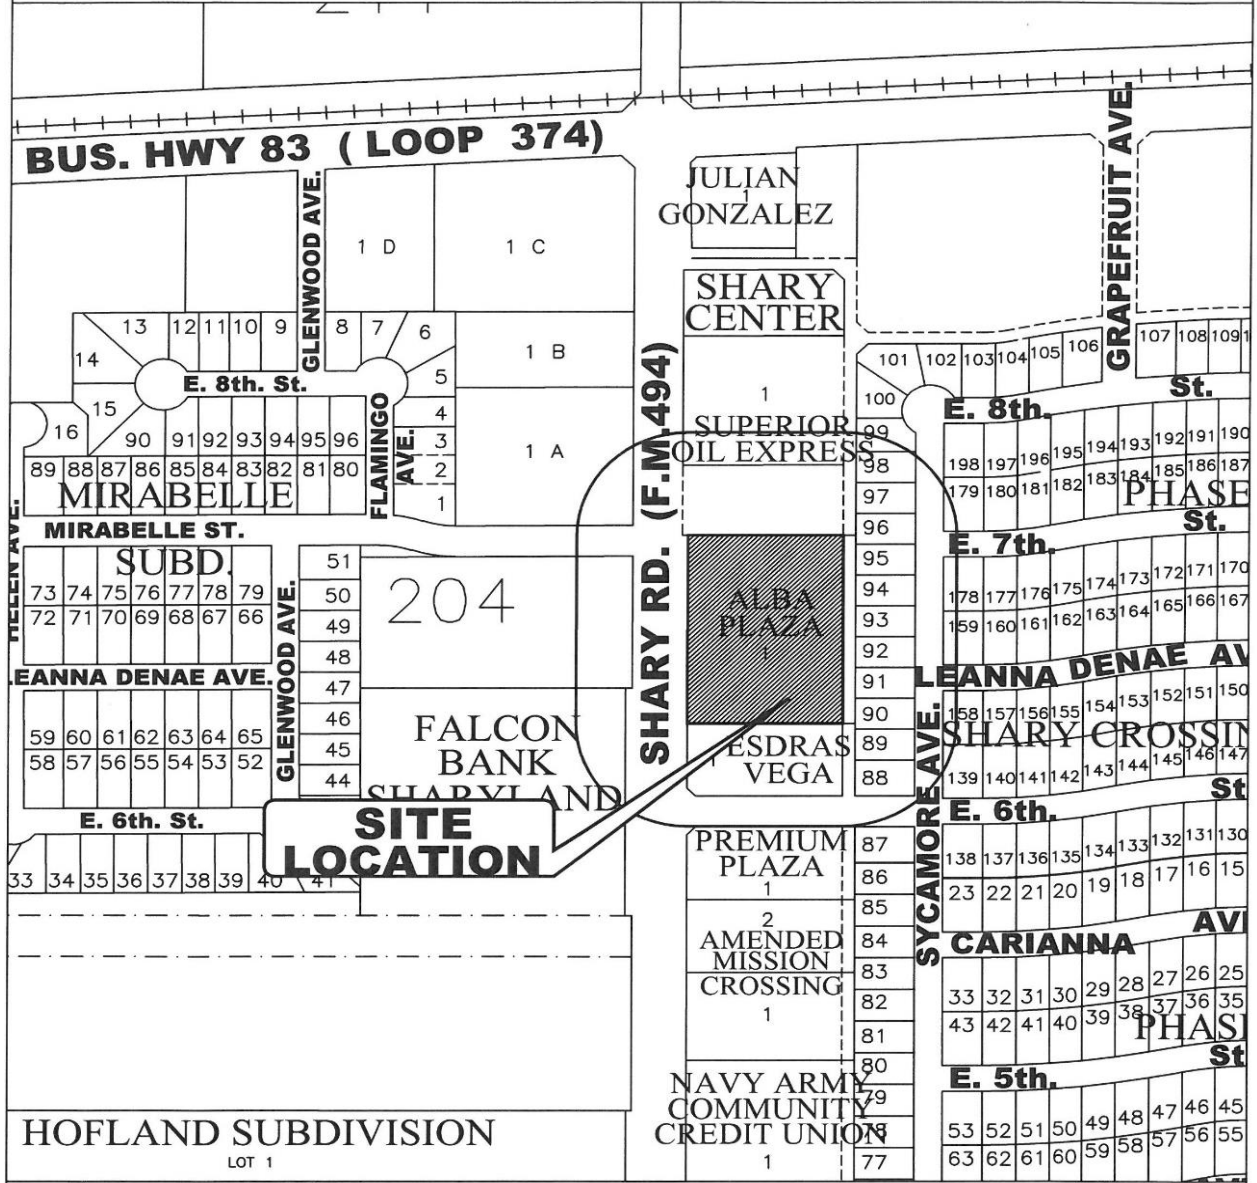 BUS. HWY 83 ( LOOP 374)
GRAPEFRUIT AVE.
GLENWOOD AVE.
JULIAN
1
GONZALEZ
1 D
1 C
SHARY
CENTER
13 12 11 10 9 8 7 6
14
1 B
E. 8th. St.
5
15
16
FLAMINGO
AVE.
4
3
2
1
1 A
90 91 92 93 94 95 96
89 88 87 86 85 84 83 82 81 80
MIRABELLE
SUBD.
MIRABELLE ST.
HELEN AVE.
73 74 75 76 77 78 79
72 71 70 69 68 67 66
GLENWOOD AVE.
51
50
49
48
47
46
45
44
204
LEANNA DENAE AVE.
59 60 61 62 63 64 65
58 57 56 55 54 53 52
E. 6th. St.
33 34 35 36 37 38 39 40 41
FALCON
BANK
SHARYLAND
SITE
LOCATION
HOFLAND SUBDIVISION
LOT 1
SHARY RD. (F.M.494)
1
SUPERIOR
OIL EXPRESS
ALBA
PLAZA
1
1
ESDRAS
VEGA
PREMIUM
PLAZA
1
2
AMENDED
MISSION
CROSSING
1
NAVY ARMY
COMMUNITY
CREDIT UNION
1
101 102 103 104 105 106 107 108 109
100
99
98
97
96
95
94
93
92
91
90
89
88
87
86
85
84
83
82
81
80
79
78
77
SYCAMORE AVE.
E. 8th. St.
198 197 196 195 194 193 192 191 190
179 180 181 182 183 184 185 186 187
PHASE
E. 7th. St.
178 177 176 175 174 173 172 171 170
159 160 161 162 163 164 165 166 167
LEANNA DENAE AV
158 157 156 155 154 153 152 151 150
SHARY CROSSIN
139 140 141 142 143 144 145 146 147
E. 6th. St
138 137 136 135 134 133 132 131 130
23 22 21 20 19 18 17 16 15
CARIANNA AV
33 32 31 30 29 28 27 26 25
43 42 41 40 39 38 37 36 35
PHAS
E. 5th. St
53 52 51 50 49 48 47 46 45
63 62 61 60 59 58 57 56 55